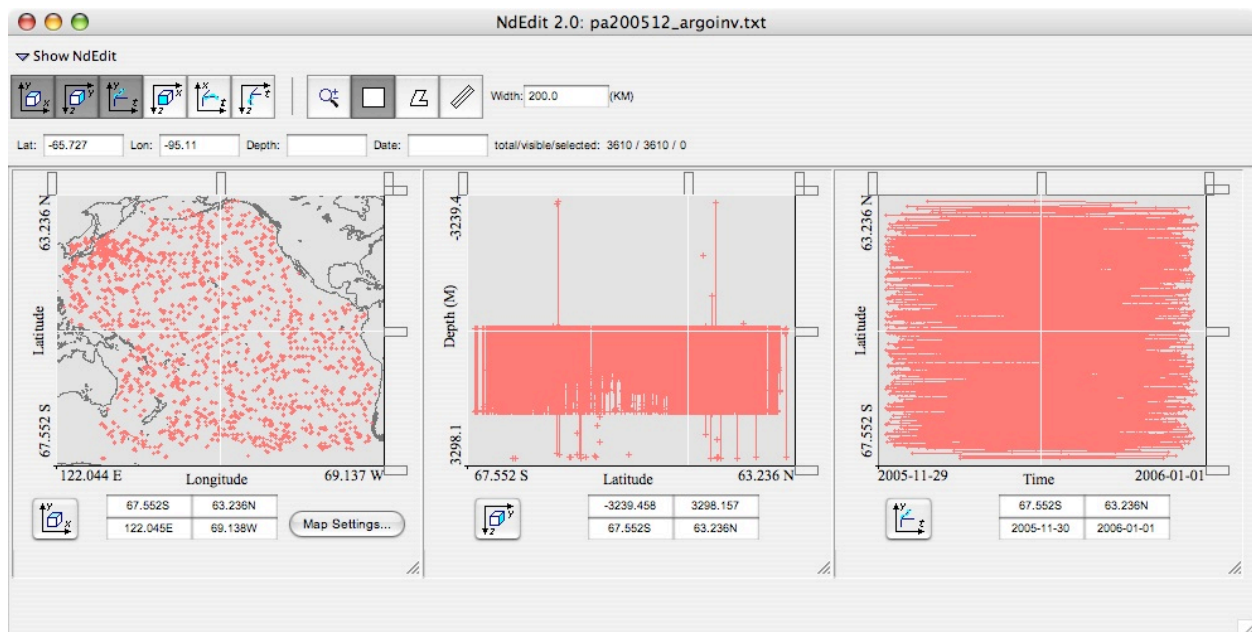 NdEdit 2.0: pa200512_argoinv.txt
Show NdEdit
y x z y y t z x x t z t Width: 200.0 (KM)
Lat: -65.727 Lon: -95.11 Depth: Date: total/visible/selected: 3610 / 3610 / 0
63.236 N
Latitude
67.552 S
122.044 E Longitude 69.137 W
y x 67.552S 63.236N
122.045E 69.138W Map Settings...
-3239.4
Depth (M)
3298.1
67.552 S Latitude 63.236 N
z y -3239.458 3298.157
67.552S 63.236N
63.236 N
Latitude
67.552 S
2005-11-29 Time 2006-01-01
y t 67.552S 63.236N
2005-11-30 2006-01-01